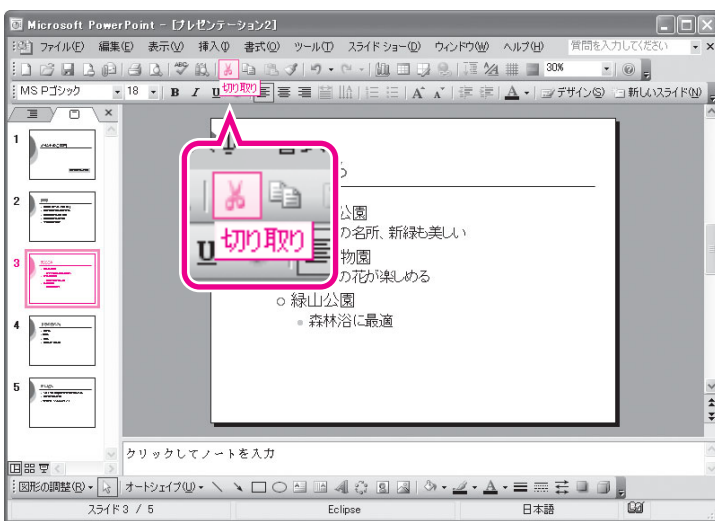 Microsoft PowerPoint - [プレゼンテーション2]
ファイル(F) 編集(E) 表示(V) 挿入(I) 書式(O) ツール(T) スライド ショー(D) ウィンドウ(W) ヘルプ(H) 質問を入力してください
30%
MS Pゴシック 18 B I U デザイン(S) 新しいスライド(N)
切り取り
1
2
3
4
5
切り取り
U
公園
の名所、新緑も美しい
物園
の花が楽しめる
緑山公園
森林浴に最適
クリックしてノートを入力
図形の調整(R) オートシェイプ(U)
スライド 3 / 5 Eclipse 日本語